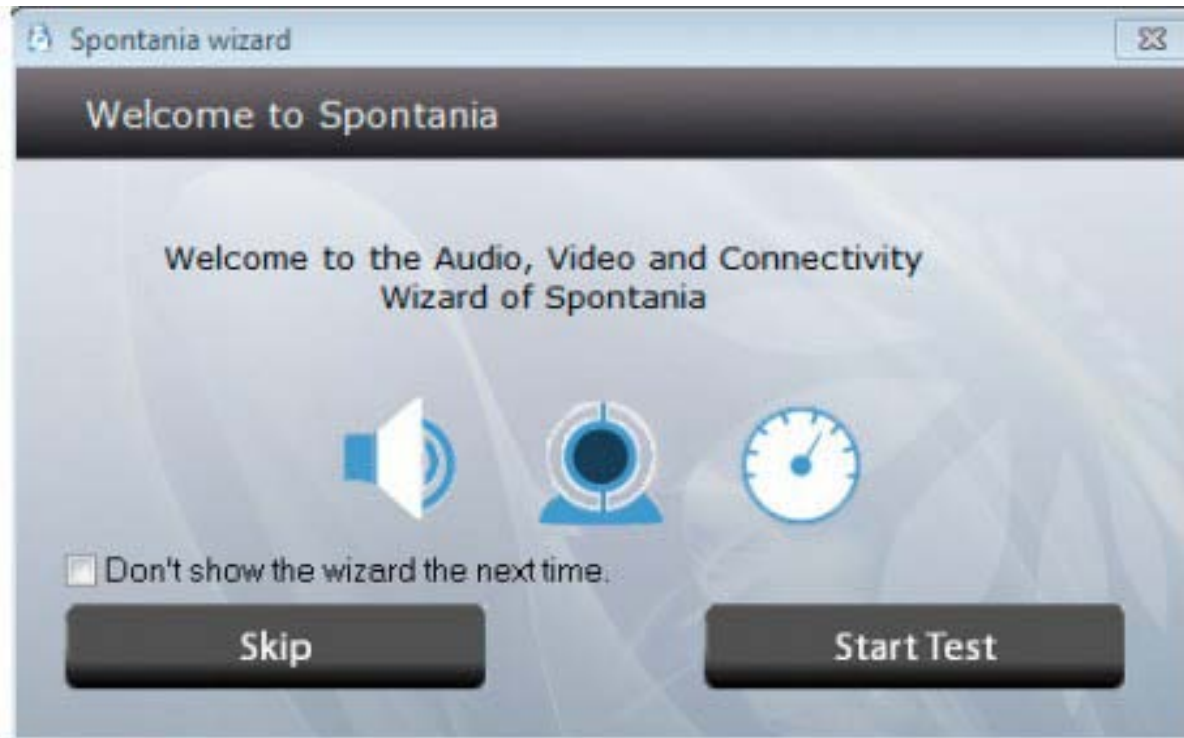 Spontania wizard
Welcome to Spontania
Welcome to the Audio, Video and Connectivity
Wizard of Spontania
Don't show the wizard the next time.
Skip
Start Test